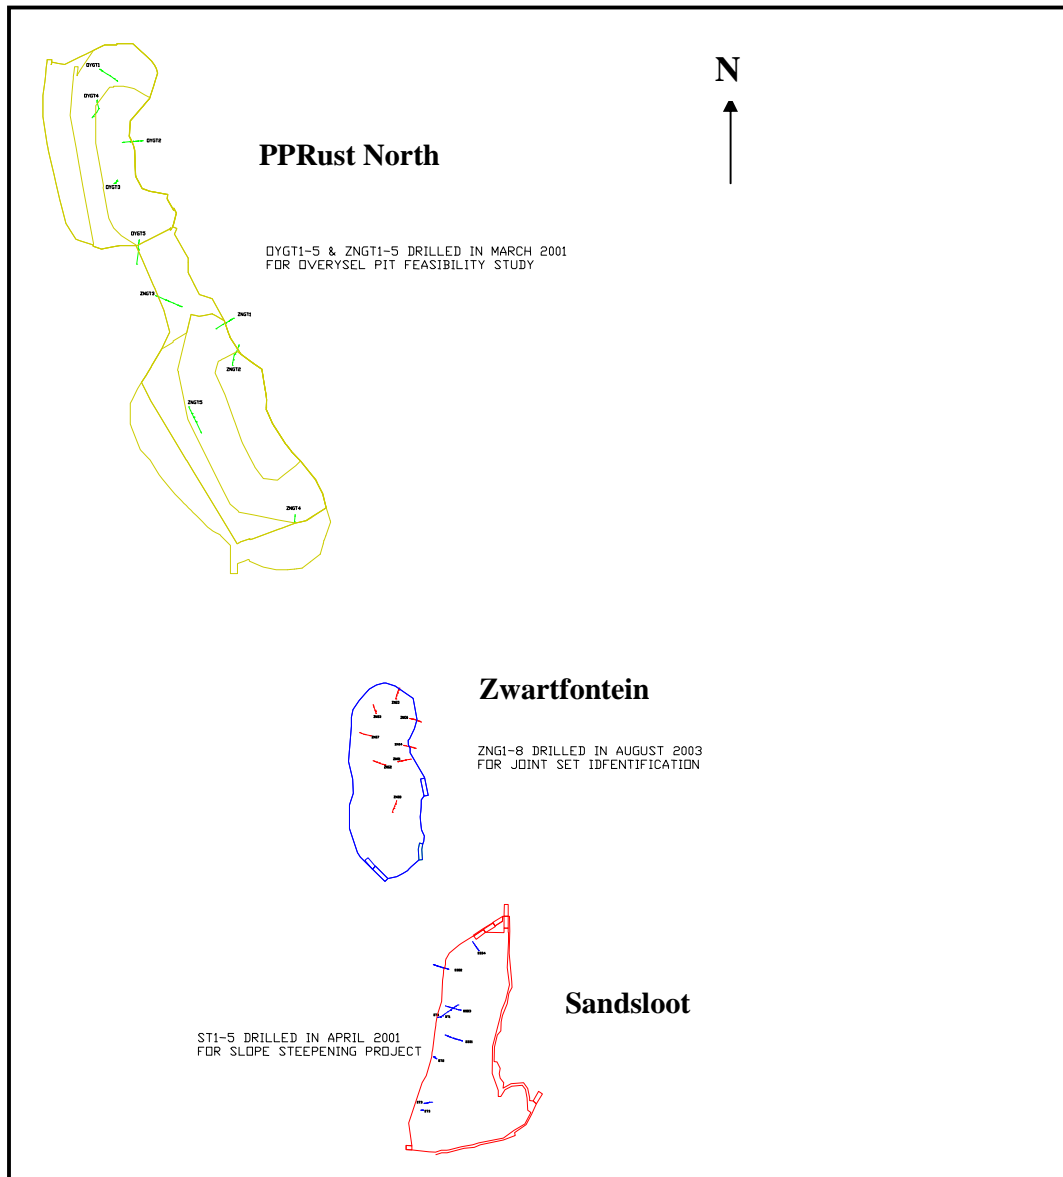 N
PPRust North
OYGT1
OYGT4
OYGT2
OYGT3
OYGT5
OYGT1-5 & ZNGT1-5 DRILLED IN MARCH 2001
FOR OVERYSEL PIT FEASIBILITY STUDY
ZNGT3
ZNGT1
ZNGT2
ZNGT5
ZNGT4
Zwartfontein
ZNG1-8 DRILLED IN AUGUST 2003
FOR JOINT SET IDFENTIFICATION
Sandsloot
ST1-5 DRILLED IN APRIL 2001
FOR SLOPE STEEPENING PROJECT